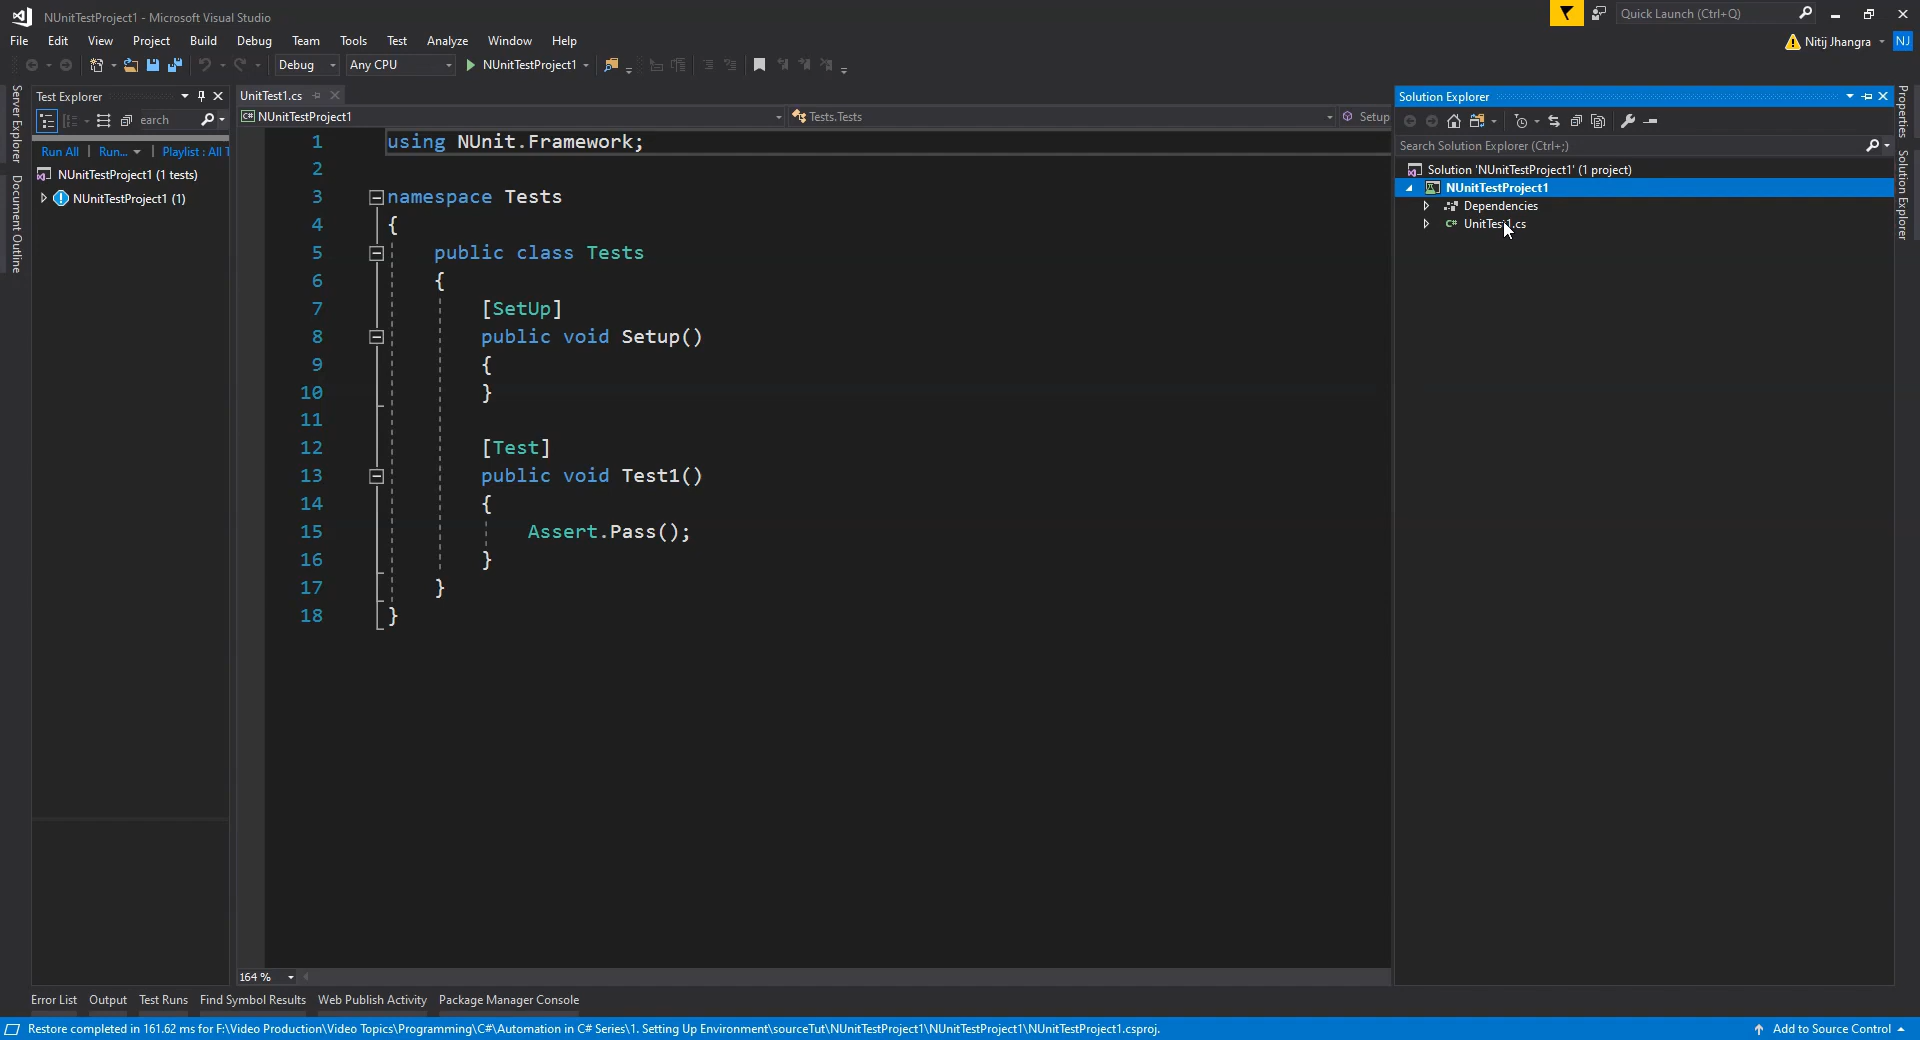 NUnitTestProject1 - Microsoft Visual Studio
Quick Launch (Ctrl+Q)
File Edit View Project Build Debug Team Tools Test Analyze Window Help
Nitij Jhangra NJ
Debug Any CPU NUnitTestProject1
Server Explorer
Document Outline
Test Explorer
earch
Run All | Run... | Playlist : All T
NUnitTestProject1 (1 tests)
NUnitTestProject1 (1)
UnitTest1.cs
C# NUnitTestProject1 Tests.Tests Setup
1 using NUnit.Framework;
2
3 namespace Tests
4 {
5 public class Tests
6 {
7 [SetUp]
8 public void Setup()
9 {
10 }
11
12 [Test]
13 public void Test1()
14 {
15 Assert.Pass();
16 }
17 }
18 }
164 %
Solution Explorer
Search Solution Explorer (Ctrl+;)
Solution 'NUnitTestProject1' (1 project)
NUnitTestProject1
Dependencies
C# UnitTest1.cs
Properties
Solution Explorer
Error List Output Test Runs Find Symbol Results Web Publish Activity Package Manager Console
Restore completed in 161.62 ms for F:\Video Production\Video Topics\Programming\C#\Automation in C# Series\1. Setting Up Environment\sourceTut\NUnitTestProject1\NUnitTestProject1\NUnitTestProject1.csproj.
Add to Source Control